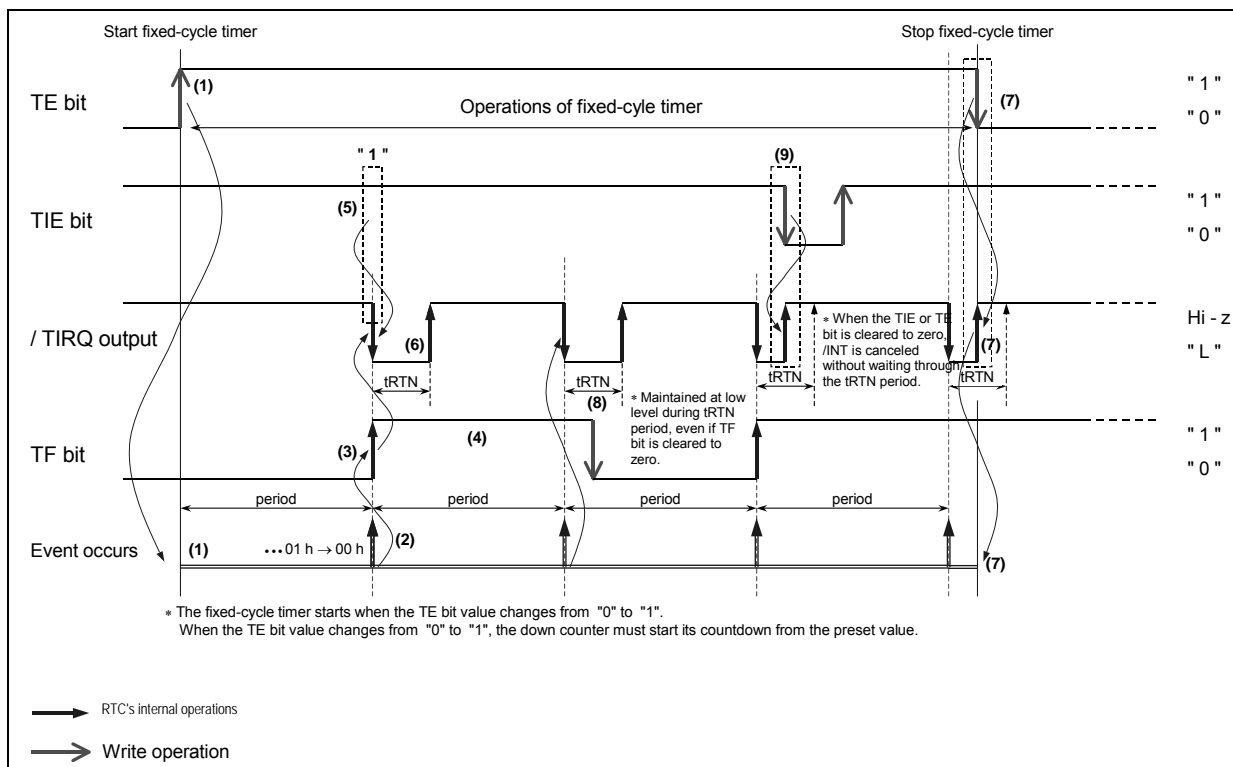 Start fixed-cycle timer
Stop fixed-cycle timer
TE bit
(1)
Operations of fixed-cyle timer
(7)
" 1 "
" 0 "
" 1 "
(9)
TIE bit
(5)
" 1 "
" 0 "
/ TIRQ output
(6)
∗ When the TIE or TE
bit is cleared to zero,
/INT is canceled
without waiting through
the tRTN period.
(7)
Hi - z
" L "
tRTN
tRTN
tRTN
tRTN
(8)
∗ Maintained at low
level during tRTN
period, even if TF
bit is cleared to
zero.
TF bit
(3)
(4)
" 1 "
" 0 "
period
period
period
period
Event occurs
(1)
••• 01 h → 00 h
(2)
(7)
∗ The fixed-cycle timer starts when the TE bit value changes from "0" to "1".
When the TE bit value changes from "0" to "1", the down counter must start its countdown from the preset value.
RTC's internal operations
Write operation